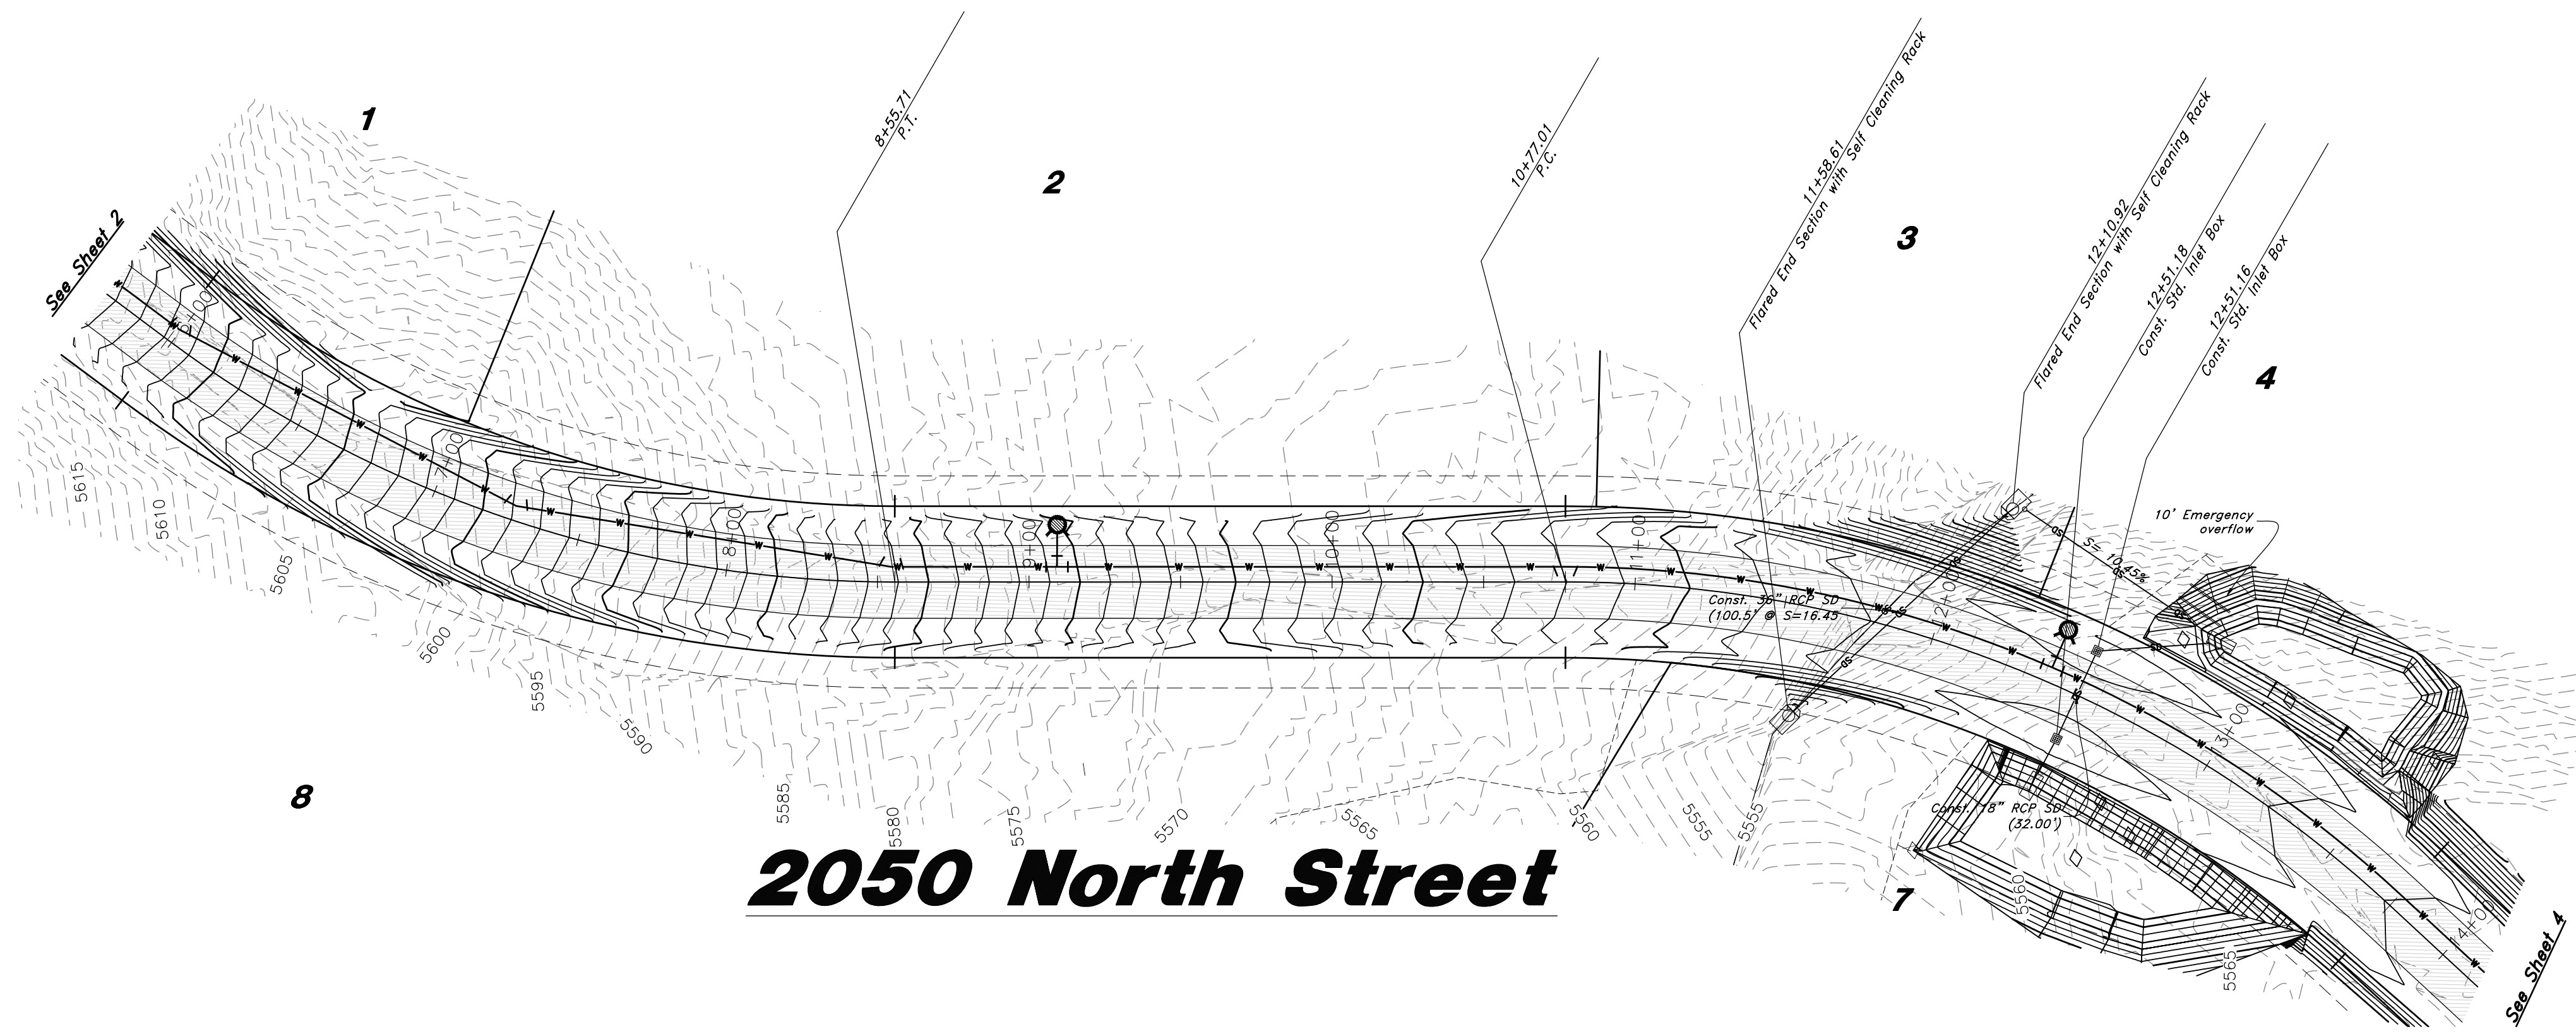 1
2
3
4
7
8
See Sheet 2
8+55.71
P.T.
10+77.01
P.C.
11+58.61
Flared End Section with Self Cleaning Rack
12+10.92
Flared End Section with Self Cleaning Rack
12+51.18
Const. Std. Inlet Box
12+51.16
Const. Std. Inlet Box
10' Emergency
overflow
S= 10.45%
Const. 36" RCP SD
(100.5' @ S=16.45
Const. 18" RCP SD
(32.00')
7+00
8+00
9+00
10+00
11+00
12+00
13+00
14+00
5615
5610
5605
5600
5595
5590
5585
5580
5575
5570
5565
5560
5555
5555
5560
5565
2050 North Street
See Sheet 4